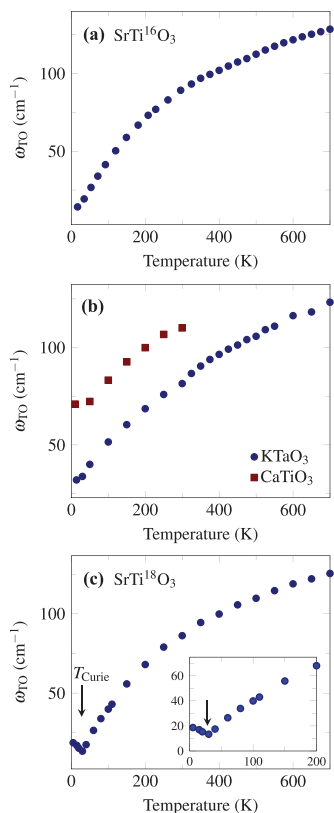 (a) SrTi¹⁶O₃
100
50
ωTO (cm⁻¹)
0 200 400 600
Temperature (K)
(b)
100
50
ωTO (cm⁻¹)
KTaO₃
CaTiO₃
0 200 400 600
Temperature (K)
(c) SrTi¹⁸O₃
100
50
ωTO (cm⁻¹)
TCurie
60
40
20
0
0 100 200
0 200 400 600
Temperature (K)